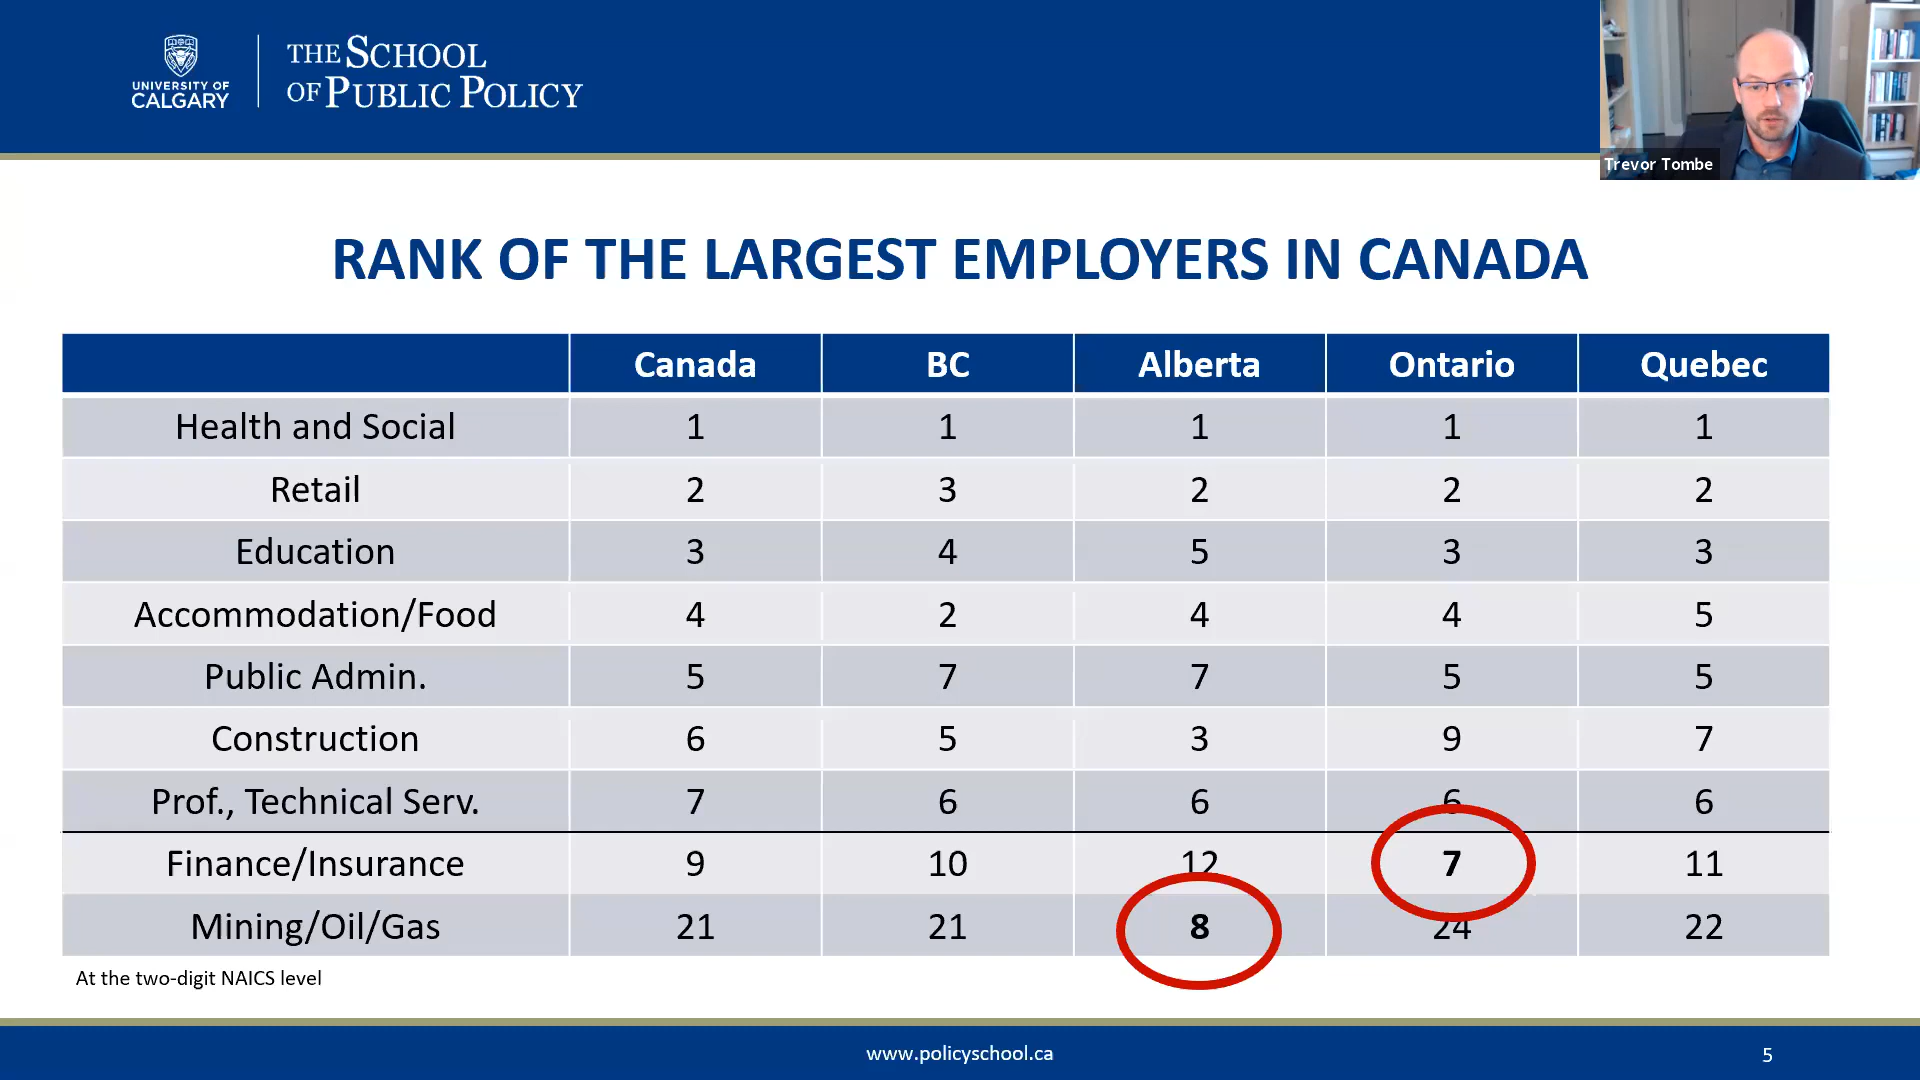 UNIVERSITY OF
CALGARY
THE SCHOOL
OF PUBLIC POLICY
Trevor Tombe
RANK OF THE LARGEST EMPLOYERS IN CANADA
Canada BC Alberta Ontario Quebec
Health and Social 1 1 1 1 1
Retail 2 3 2 2 2
Education 3 4 5 3 3
Accommodation/Food 4 2 4 4 5
Public Admin. 5 7 7 5 5
Construction 6 5 3 9 7
Prof., Technical Serv. 7 6 6 6 6
Finance/Insurance 9 10 12 7 11
Mining/Oil/Gas 21 21 8 24 22
At the two-digit NAICS level
www.policyschool.ca
5